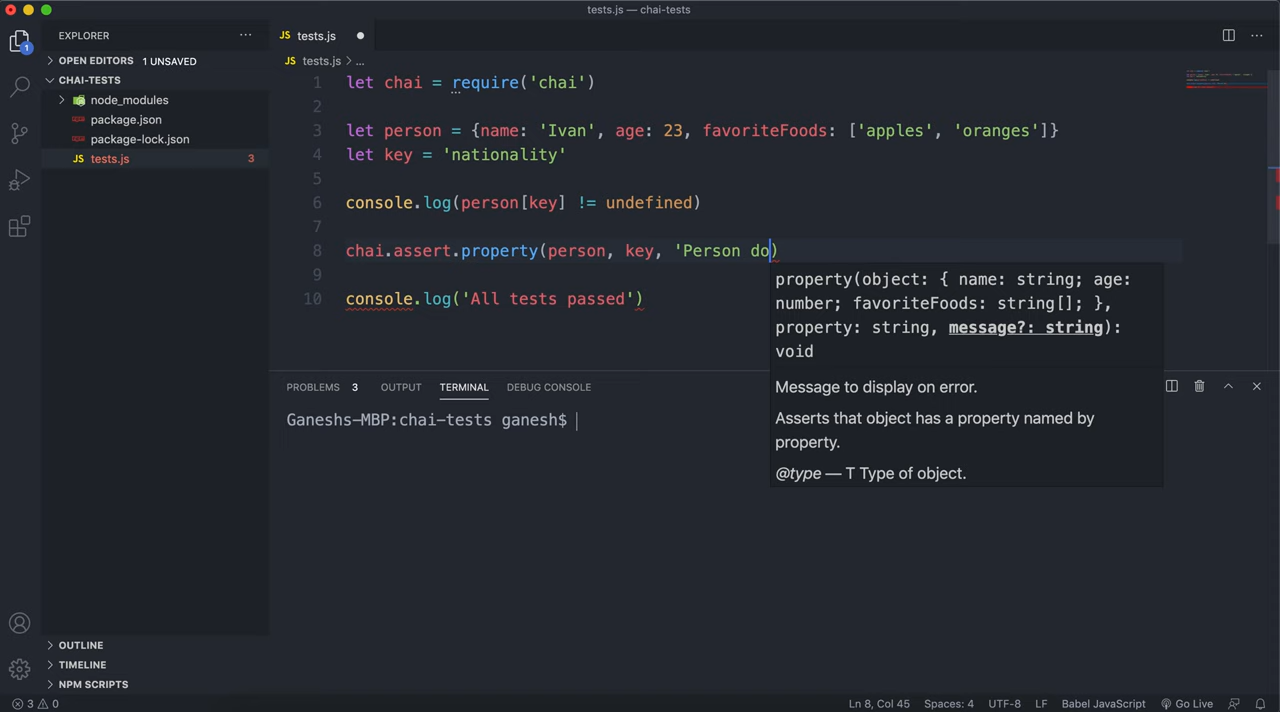 tests.js — chai-tests
1
EXPLORER
OPEN EDITORS 1 UNSAVED
CHAI-TESTS
node_modules
package.json
package-lock.json
JS tests.js 3
OUTLINE
TIMELINE
NPM SCRIPTS
JS tests.js
JS tests.js > ...
1 let chai = require('chai')
2
3 let person = {name: 'Ivan', age: 23, favoriteFoods: ['apples', 'oranges']}
4 let key = 'nationality'
5
6 console.log(person[key] != undefined)
7
8 chai.assert.property(person, key, 'Person do)
9
10 console.log('All tests passed')
property(object: { name: string; age:
number; favoriteFoods: string[]; },
property: string, message?: string):
void
Message to display on error.
Asserts that object has a property named by
property.
@type — T Type of object.
PROBLEMS 3 OUTPUT TERMINAL DEBUG CONSOLE
Ganeshs-MBP:chai-tests ganesh$
3 0 Ln 8, Col 45 Spaces: 4 UTF-8 LF Babel JavaScript Go Live